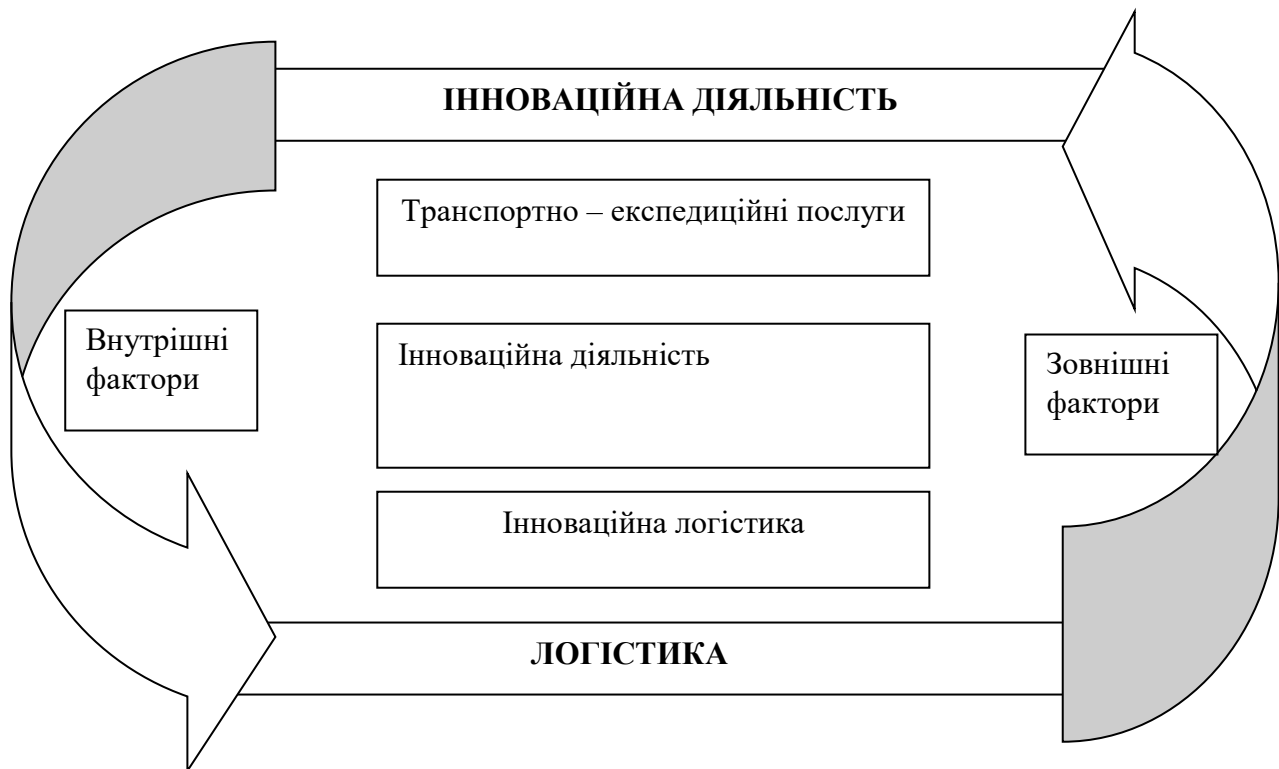 ІННОВАЦІЙНА ДІЯЛЬНІСТЬ
Транспортно – експедиційні послуги
Внутрішні
фактори
Інноваційна діяльність
Зовнішні
фактори
Інноваційна логістика
ЛОГІСТИКА